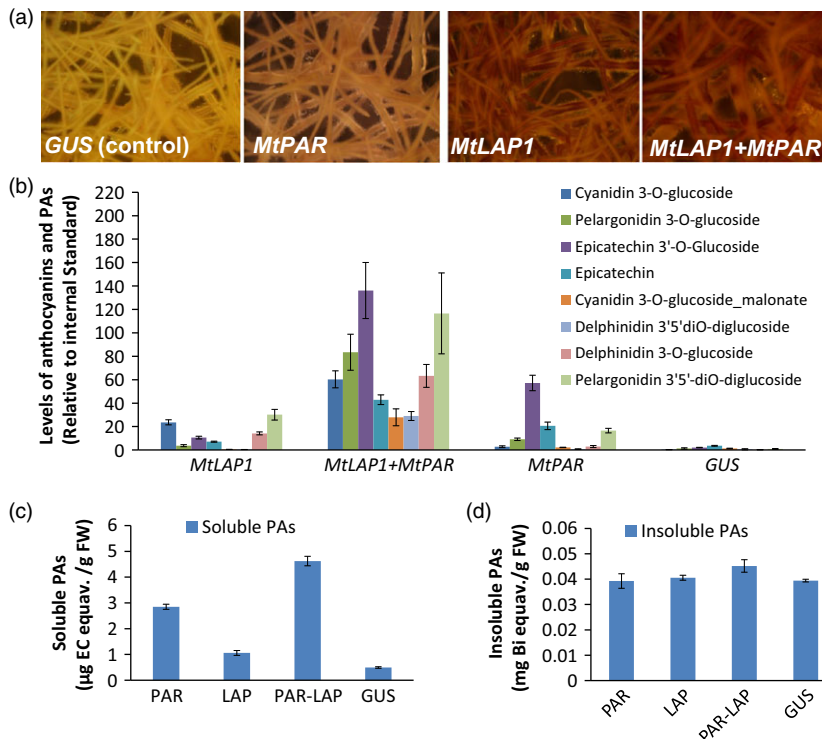 (a)
GUS (control)
MtPAR
MtLAP1
MtLAP1+MtPAR
(b)
Levels of anthocyanins and PAs
(Relative to internal Standard)
220
200
180
160
140
120
100
80
60
40
20
0
Cyanidin 3-O-glucoside
Pelargonidin 3-O-glucoside
Epicatechin 3'-O-Glucoside
Epicatechin
Cyanidin 3-O-glucoside_malonate
Delphinidin 3'5'diO-diglucoside
Delphinidin 3-O-glucoside
Pelargonidin 3'5'-diO-diglucoside
MtLAP1
MtLAP1+MtPAR
MtPAR
GUS
(c)
Soluble PAs
Soluble PAs
(µg EC equav. /g FW)
6
5
4
3
2
1
0
PAR
LAP
PAR-LAP
GUS
(d)
Insoluble PAs
Insoluble PAs
(mg Bi equav./g FW)
0.06
0.05
0.04
0.03
0.02
0.01
0
PAR
LAP
PAR-LAP
GUS